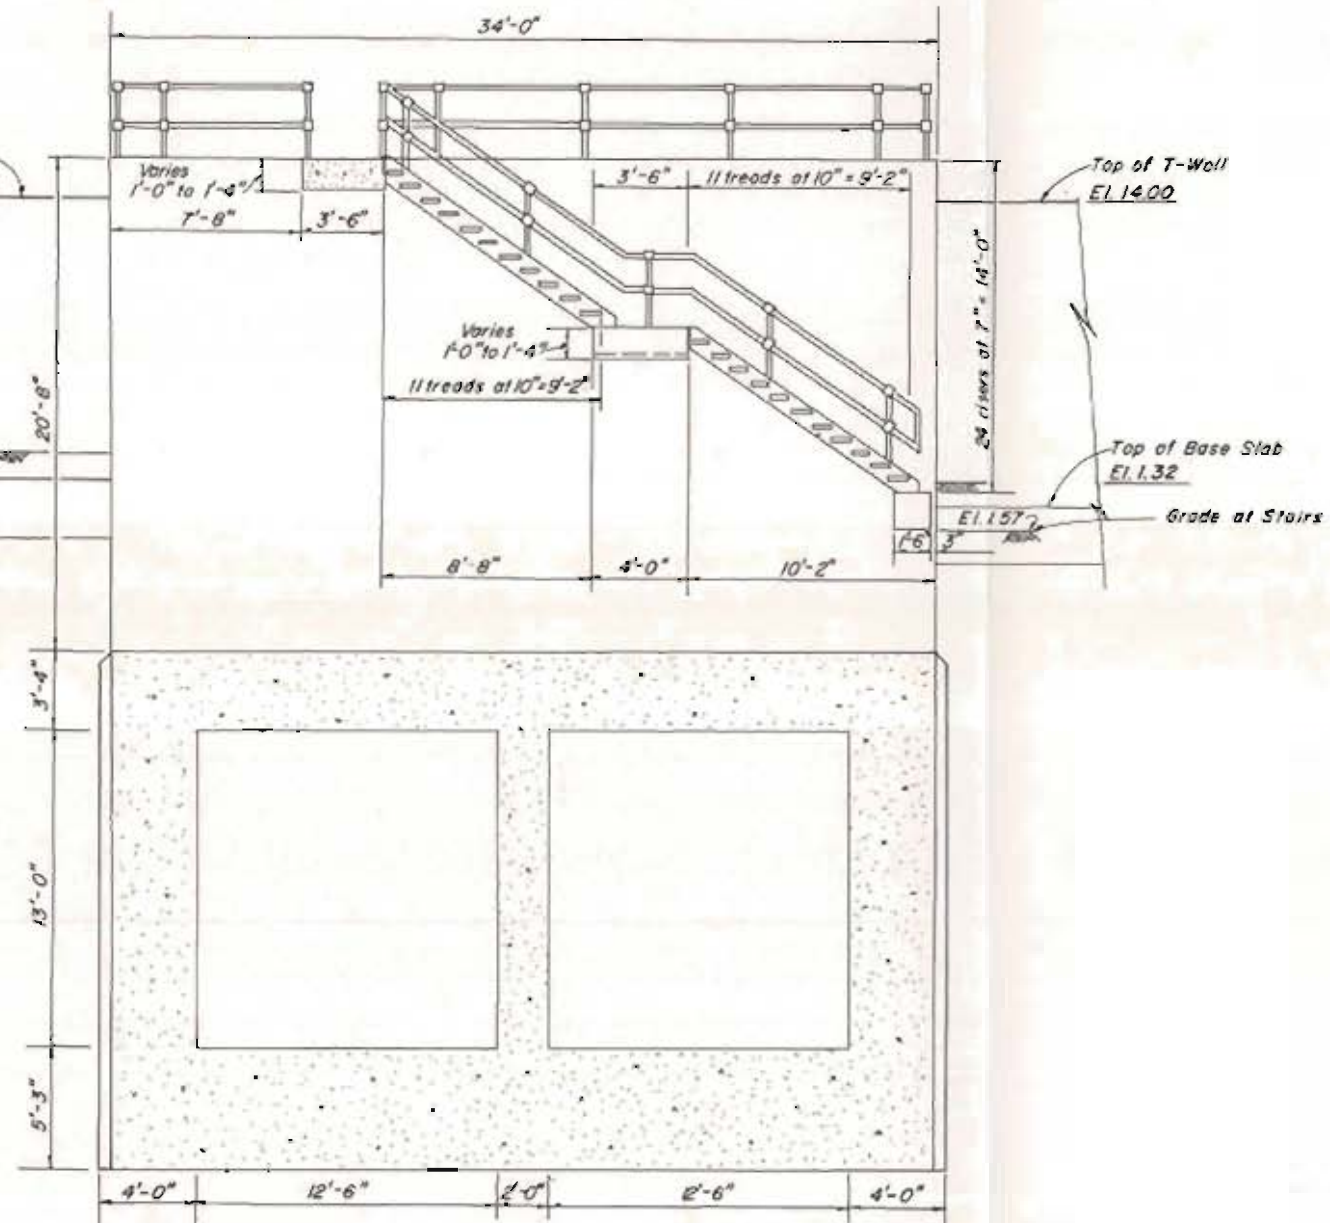 34'-0"
Varies
1'-0" to 1'-4"
7'-8"
3'-6"
3'-6"
11 treads at 10" = 9'-2"
Top of T-Wall
El. 14.00
24 risers at 7" = 14'-0"
Varies
1'-0" to 1'-4"
11 treads at 10" = 9'-2"
20'-8"
Top of Base Slab
El. 1.32
El. 1.57
Grade at Stairs
1'-6"
3"
8'-8"
4'-0"
10'-2"
3'-4"
13'-0"
5'-3"
4'-0"
12'-6"
2'-0"
2'-6"
4'-0"